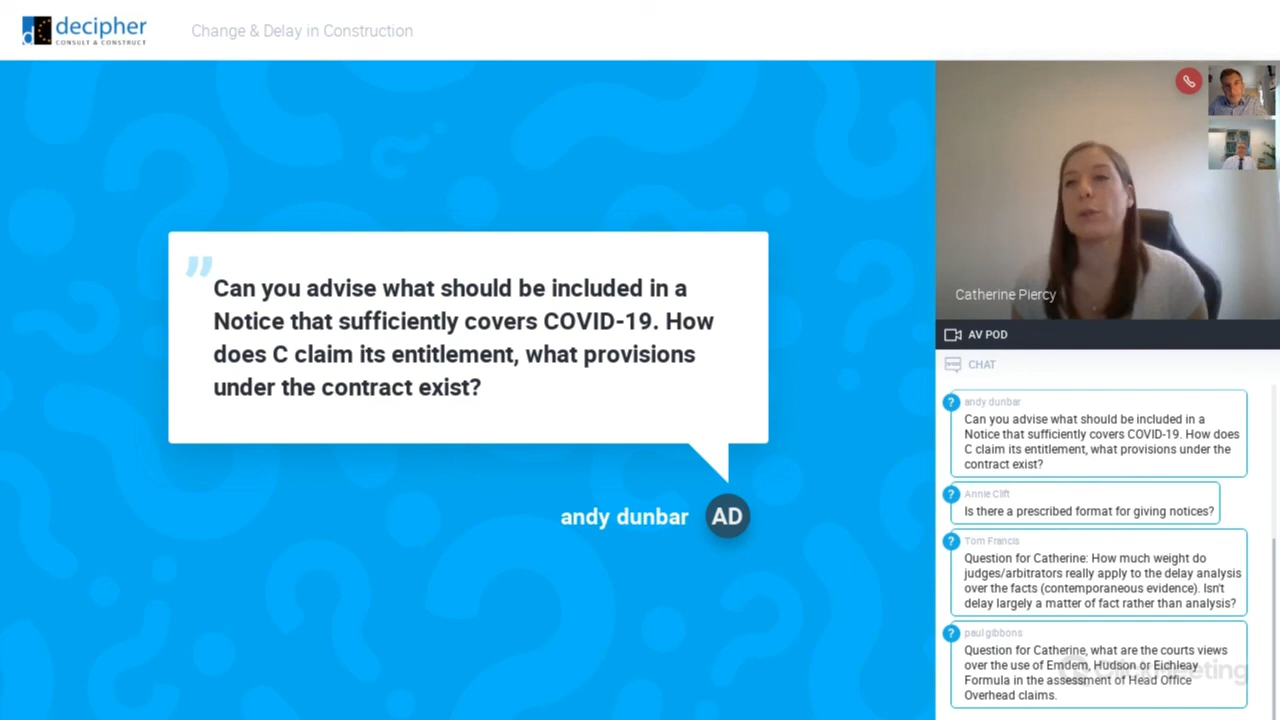 decipher
CONSULT & CONSTRUCT
Change & Delay in Construction
Can you advise what should be included in a
Notice that sufficiently covers COVID-19. How
does C claim its entitlement, what provisions
under the contract exist?
andy dunbar
AD
Catherine Piercy
AV POD
CHAT
? andy dunbar
Can you advise what should be included in a
Notice that sufficiently covers COVID-19. How does
C claim its entitlement, what provisions under the
contract exist?
? Annie Clift
Is there a prescribed format for giving notices?
? Tom Francis
Question for Catherine: How much weight do
judges/arbitrators really apply to the delay analysis
over the facts (contemporaneous evidence). Isn't
delay largely a matter of fact rather than analysis?
? paul gibbons
Question for Catherine, what are the courts views
over the use of Emdem, Hudson or Eichleay
Formula in the assessment of Head Office
Overhead claims.